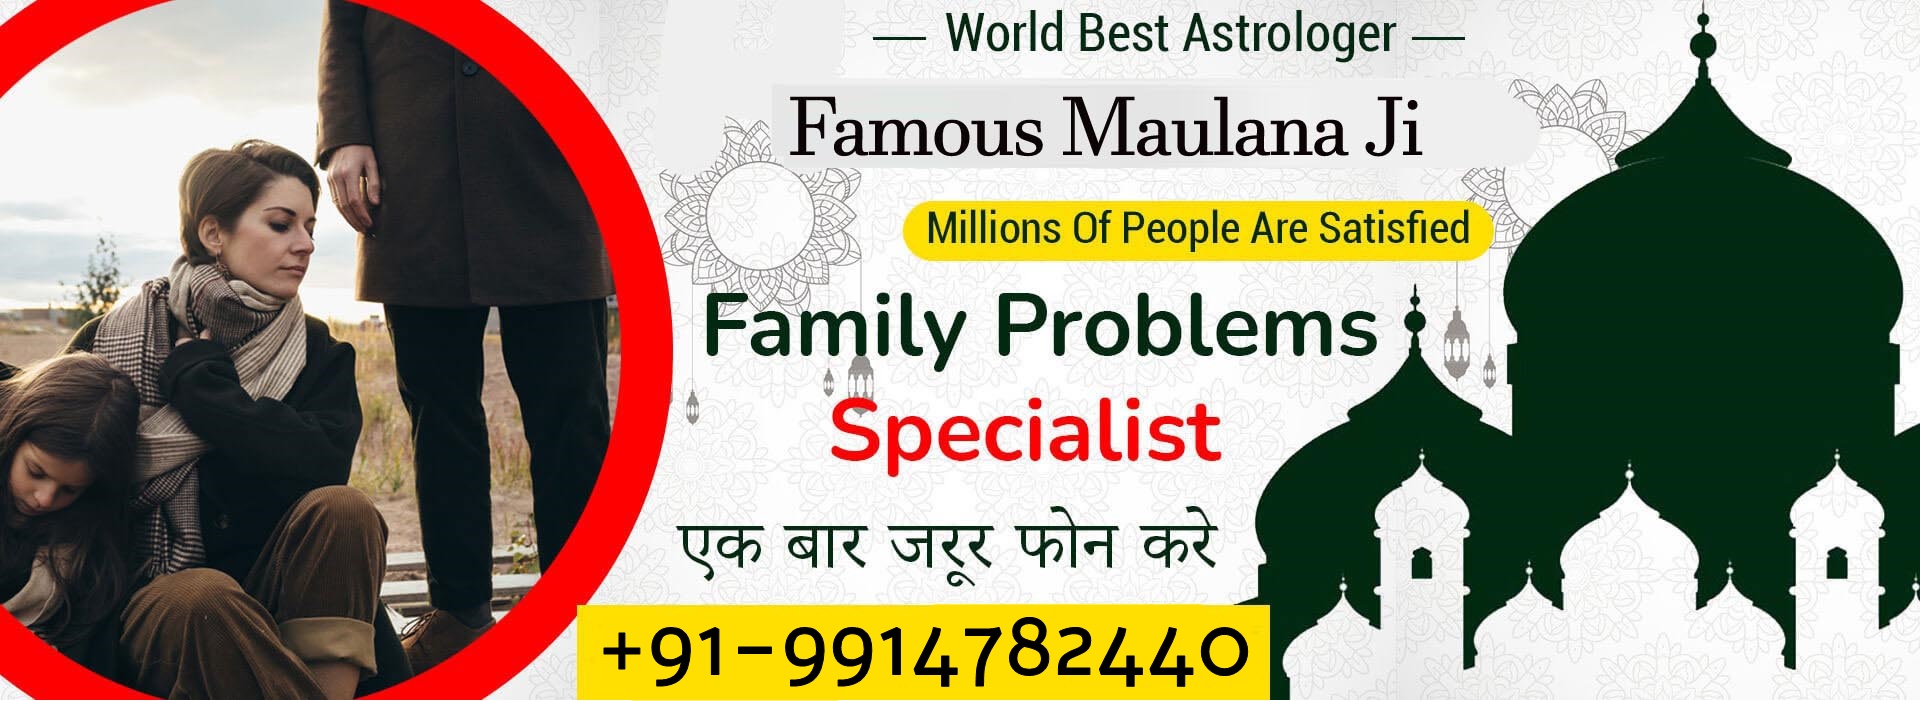 — World Best Astrologer —
Famous Maulana Ji
Millions Of People Are Satisfied
Family Problems
Specialist
एक बार जरूर फोन करे
+91-9914782440